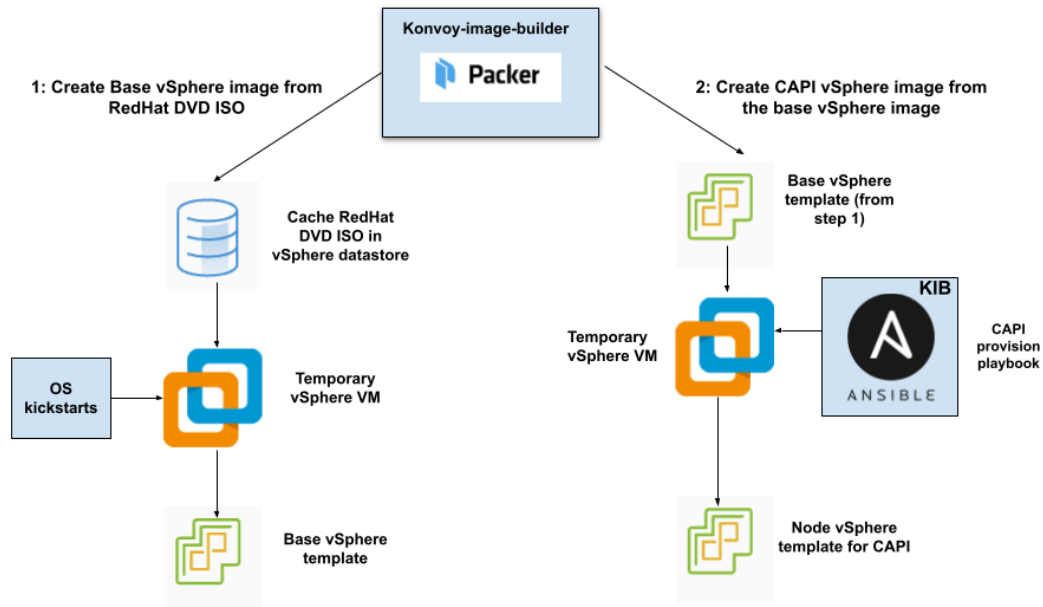 Konvoy-image-builder
Packer
1: Create Base vSphere image from
RedHat DVD ISO
2: Create CAPI vSphere image from
the base vSphere image
Cache RedHat
DVD ISO in
vSphere datastore
Base vSphere
template (from
step 1)
OS
kickstarts
Temporary
vSphere VM
Temporary
vSphere VM
KIB
ANSIBLE
CAPI
provision
playbook
Base vSphere
template
Node vSphere
template for CAPI